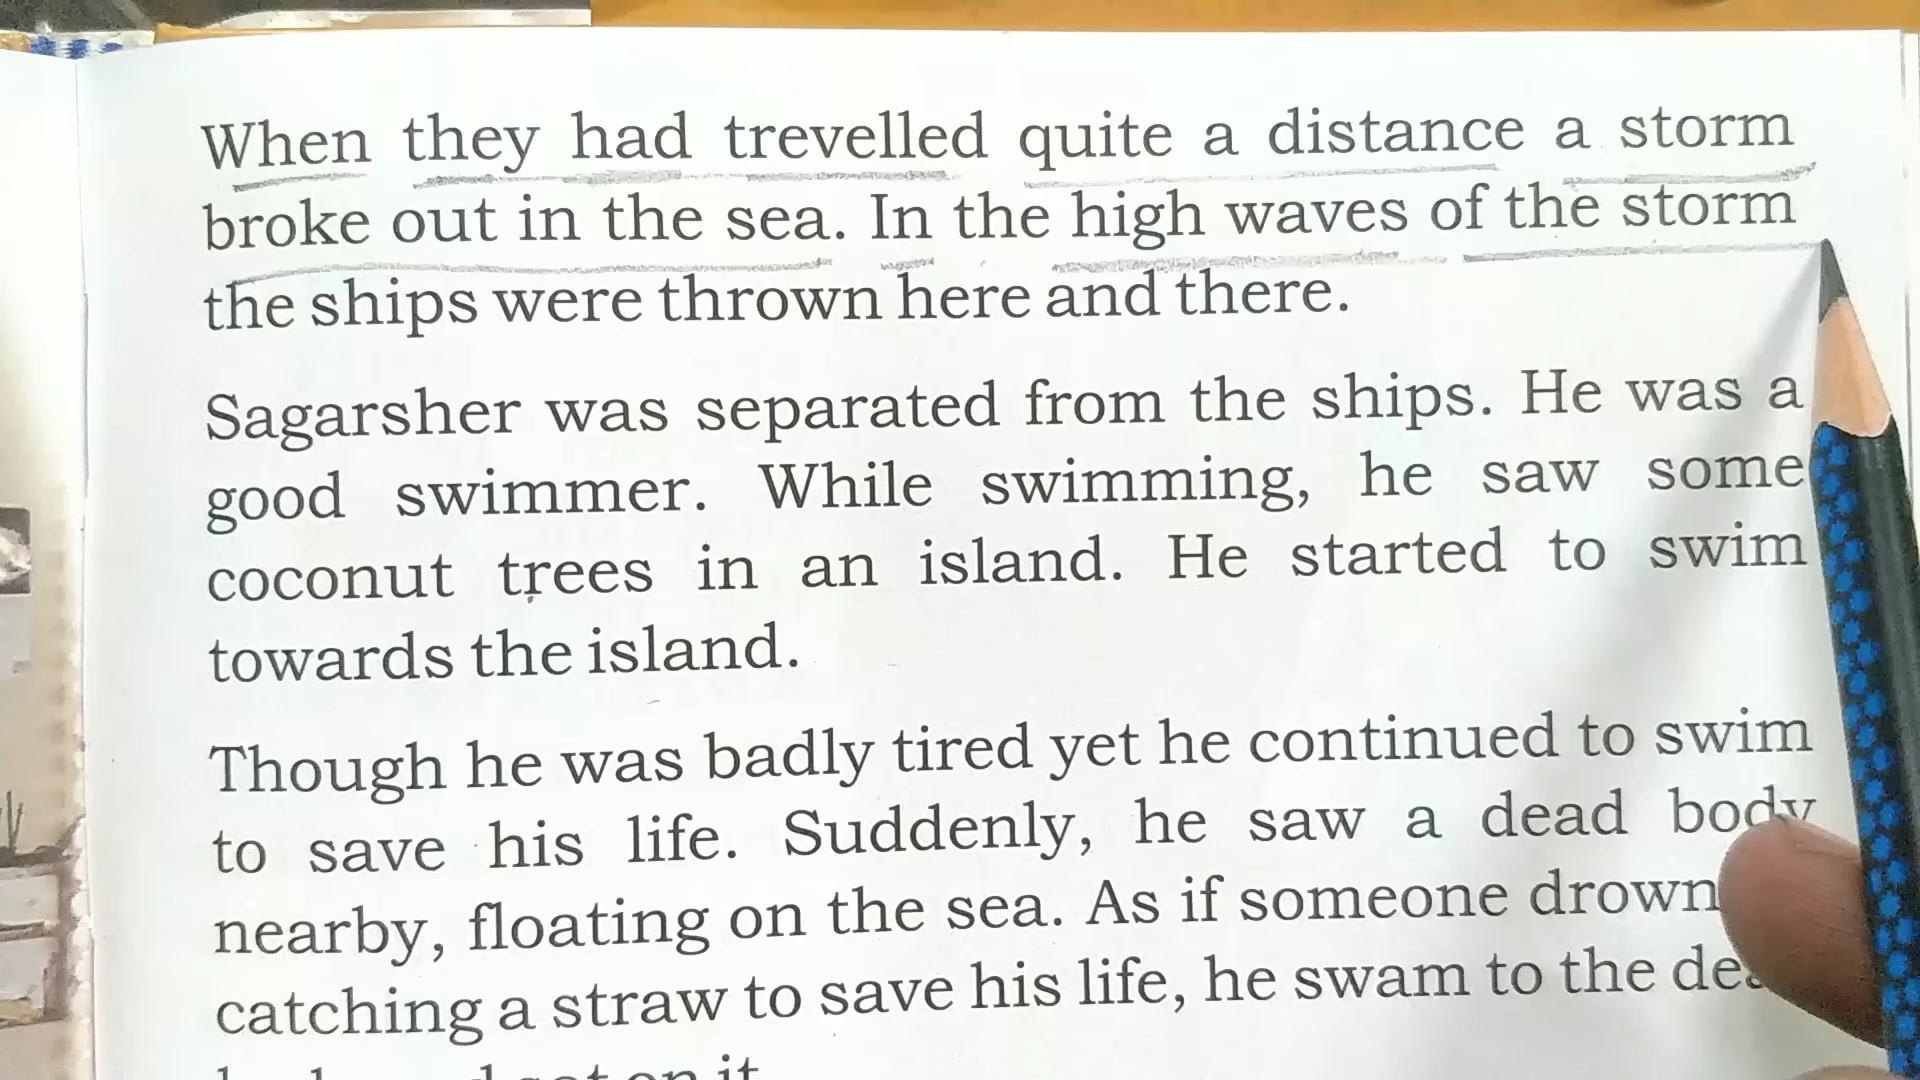 When they had trevelled quite a distance a storm
broke out in the sea. In the high waves of the storm
the ships were thrown here and there.
Sagarsher was separated from the ships. He was a
good swimmer. While swimming, he saw some
coconut trees in an island. He started to swim
towards the island.
Though he was badly tired yet he continued to swim
to save his life. Suddenly, he saw a dead body
nearby, floating on the sea. As if someone drown
catching a straw to save his life, he swam to the
on it